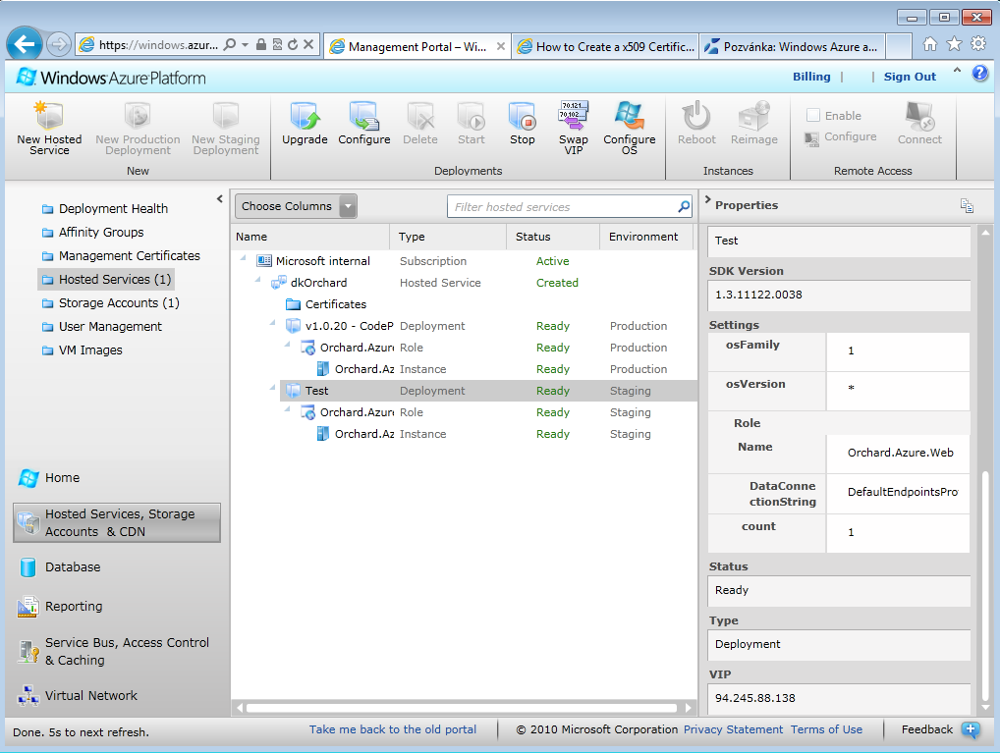 https://windows.azur...
Management Portal – Wi...
How to Create a x509 Certific...
Pozvánka: Windows Azure a...
Windows Azure Platform
Billing | | Sign Out
New Hosted Service
New Production Deployment
New Staging Deployment
Upgrade
Configure
Delete
Start
Stop
70.121...
70.102...
Swap VIP
Configure OS
Reboot
Reimage
Enable
Configure
Connect
New
Deployments
Instances
Remote Access
Deployment Health
Affinity Groups
Management Certificates
Hosted Services (1)
Storage Accounts (1)
User Management
VM Images
Home
Hosted Services, Storage
Accounts & CDN
Database
Reporting
Service Bus, Access Control
& Caching
Virtual Network
Choose Columns
Filter hosted services
Name Type Status Environment
Microsoft internal Subscription Active
dkOrchard Hosted Service Created
Certificates
v1.0.20 - CodeP Deployment Ready Production
Orchard.Azure Role Ready Production
Orchard.Az Instance Ready Production
Test Deployment Ready Staging
Orchard.Azure Role Ready Staging
Orchard.Az Instance Ready Staging
Properties
Test
SDK Version
1.3.11122.0038
Settings
osFamily 1
osVersion *
Role
Name Orchard.Azure.Web
DataConne
ctionString DefaultEndpointsPro
count 1
Status
Ready
Type
Deployment
VIP
94.245.88.138
Done. 5s to next refresh.
Take me back to the old portal
© 2010 Microsoft Corporation Privacy Statement Terms of Use
Feedback